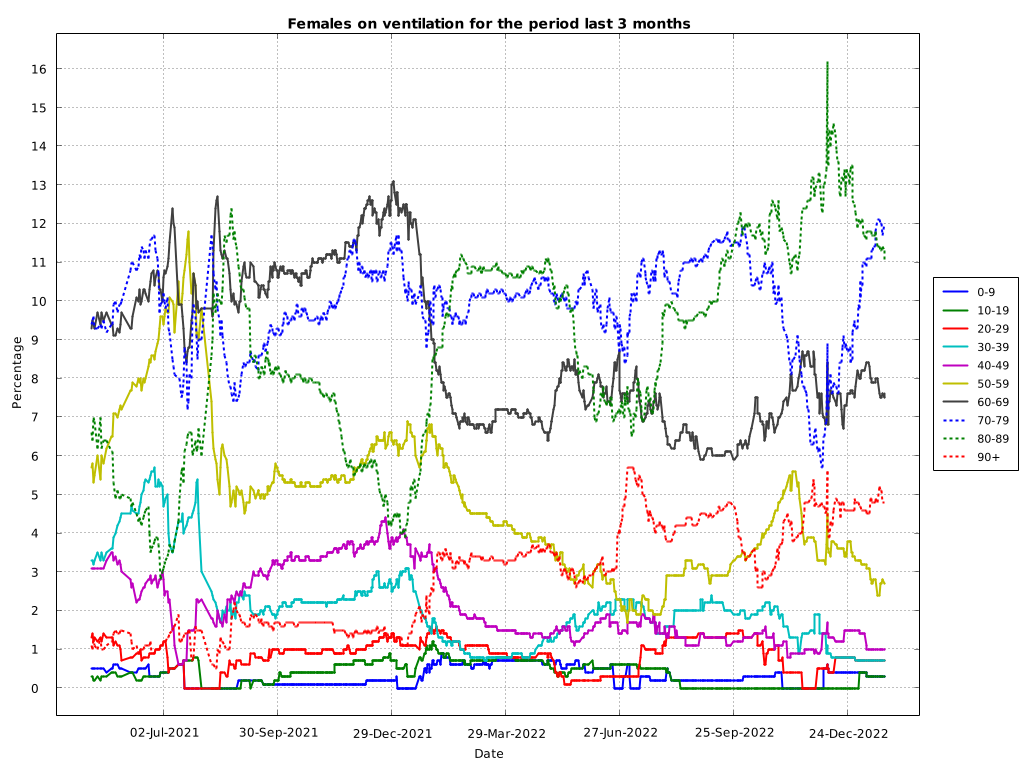 Females on ventilation for the period last 3 months
Percentage
16
15
14
13
12
11
10
9
8
7
6
5
4
3
2
1
0
02-Jul-2021
30-Sep-2021
29-Dec-2021
29-Mar-2022
27-Jun-2022
25-Sep-2022
24-Dec-2022
Date
0-9
10-19
20-29
30-39
40-49
50-59
60-69
70-79
80-89
90+